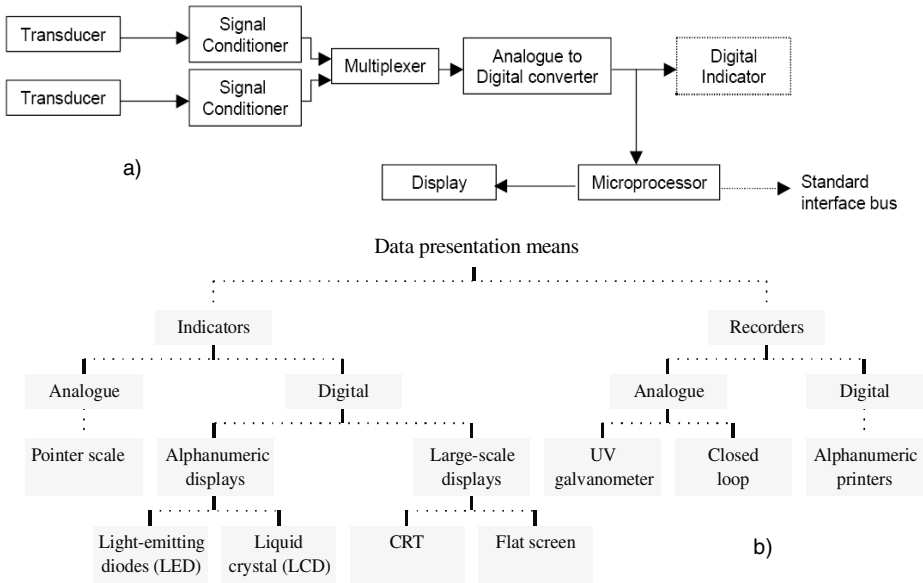 Transducer
Signal
Conditioner
Multiplexer
Analogue to
Digital converter
Digital
Indicator
Transducer
Signal
Conditioner
a)
Display
Microprocessor
Standard
interface bus
Data presentation means
Indicators
Recorders
Analogue
Digital
Analogue
Digital
Pointer scale
Alphanumeric
displays
Large-scale
displays
UV
galvanometer
Closed
loop
Alphanumeric
printers
Light-emitting
diodes (LED)
Liquid
crystal (LCD)
CRT
Flat screen
b)